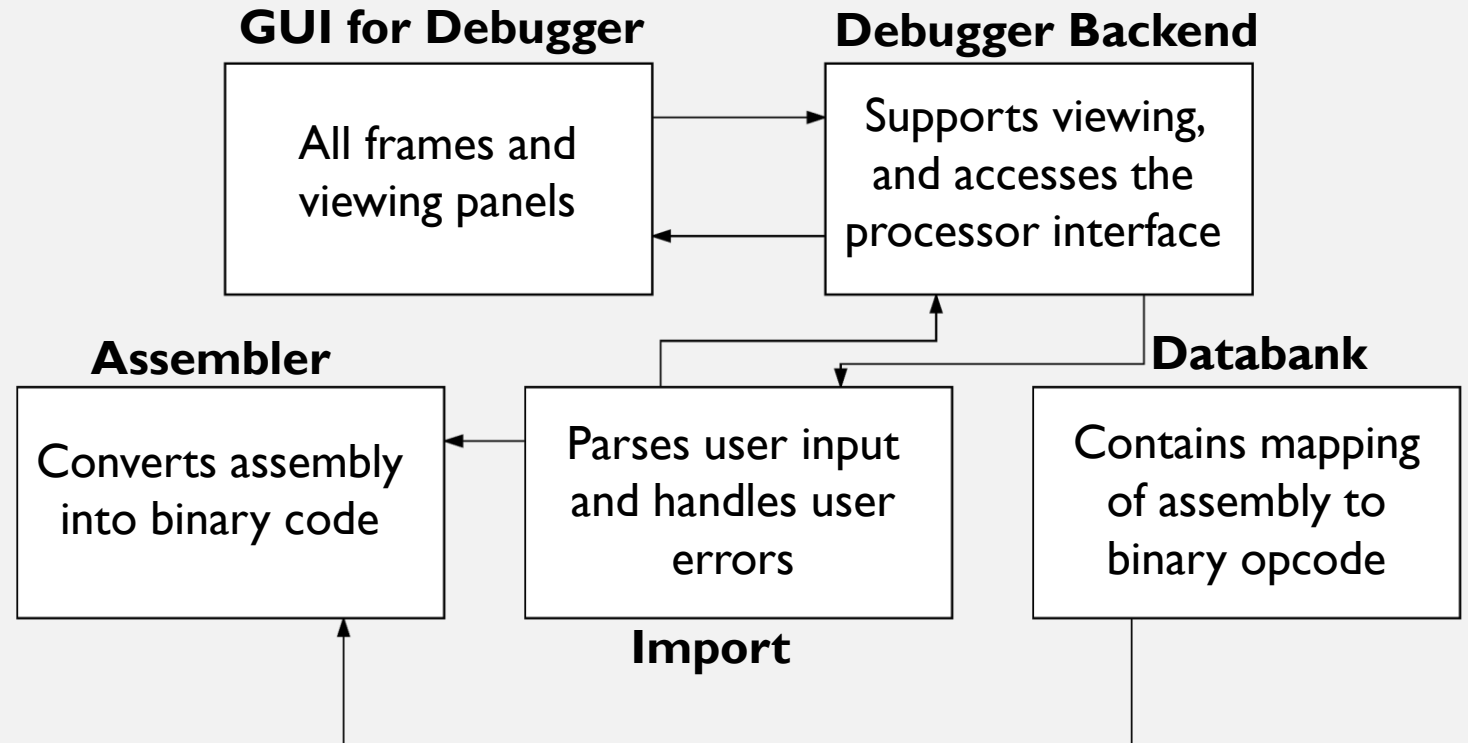 GUI for Debugger
All frames and
viewing panels
Debugger Backend
Supports viewing,
and accesses the
processor interface
Assembler
Converts assembly
into binary code
Parses user input
and handles user
errors
Import
Databank
Contains mapping
of assembly to
binary opcode